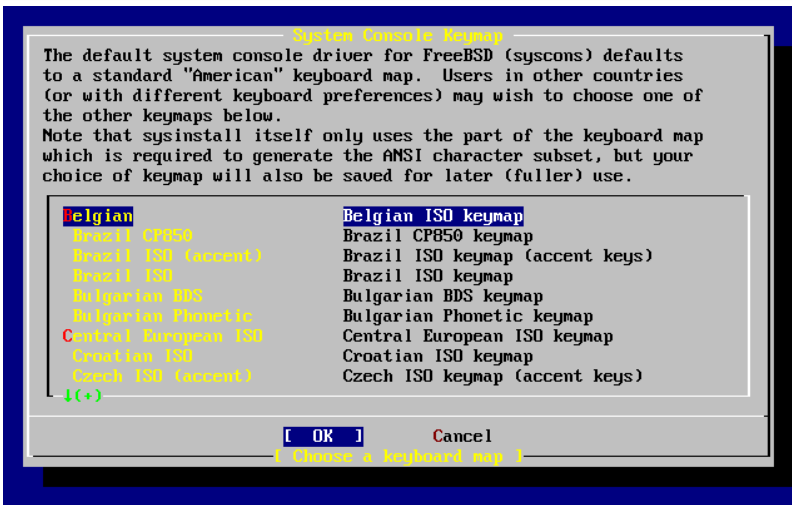 System Console Keymap
The default system console driver for FreeBSD (syscons) defaults
to a standard "American" keyboard map.  Users in other countries
(or with different keyboard preferences) may wish to choose one of
the other keymaps below.
Note that sysinstall itself only uses the part of the keyboard map
which is required to generate the ANSI character subset, but your
choice of keymap will also be saved for later (fuller) use.
Belgian Belgian ISO keymap
Brazil CP850 Brazil CP850 keymap
Brazil ISO (accent) Brazil ISO keymap (accent keys)
Brazil ISO Brazil ISO keymap
Bulgarian BDS Bulgarian BDS keymap
Bulgarian Phonetic Bulgarian Phonetic keymap
Central European ISO Central European ISO keymap
Croatian ISO Croatian ISO keymap
Czech ISO (accent) Czech ISO keymap (accent keys)
↓(+)
[ OK ] Cancel
[ Choose a keyboard map ]